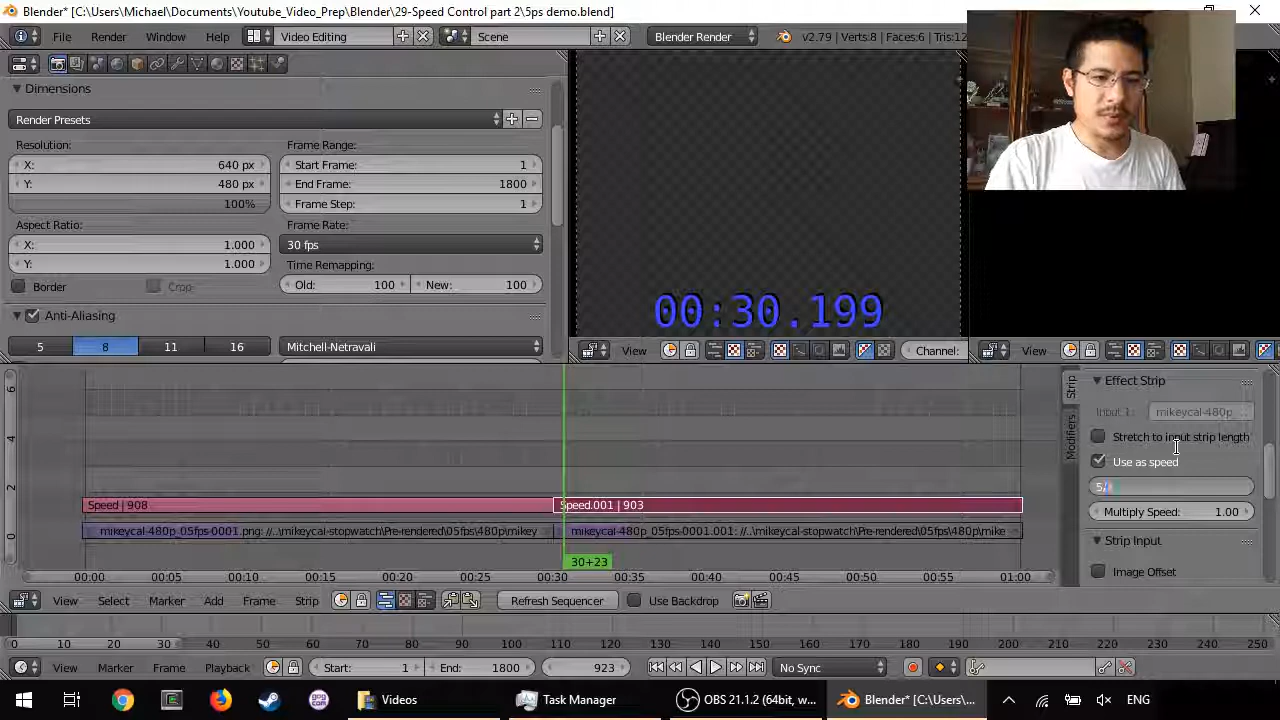 Blender* [C:\Users\Michael\Documents\Youtube_Video_Prep\Blender\29-Speed Control part 2\5ps demo.blend]
File Render Window Help Video Editing Scene Blender Render v2.79 | Verts:8 | Faces:6 | Tris:12
Dimensions
Render Presets
Resolution:
X: 640 px
Y: 480 px
100%
Aspect Ratio:
X: 1.000
Y: 1.000
Border Crop
Frame Range:
Start Frame: 1
End Frame: 1800
Frame Step: 1
Frame Rate:
30 fps
Time Remapping:
Old: 100 New: 100
Anti-Aliasing
5 8 11 16 Mitchell-Netravali
00:30.199
View Channel:
View
6
4
2
0
Speed | 908
Speed.001 | 903
mikeycal-480p_05fps-0001.png: //..\mikeycal-stopwatch\Pre-rendered\05fps\480p\mikey
mikeycal-480p_05fps-0001.001: //..\mikeycal-stopwatch\Pre-rendered\05fps\480p\mike
30+23
00:00 00:05 00:10 00:15 00:20 00:25 00:30 00:35 00:40 00:45 00:50 00:55 01:00
Strip
Modifiers
Effect Strip
Input 1: mikeycal-480p_
Stretch to input strip length
Use as speed
5/
Multiply Speed: 1.00
Strip Input
Image Offset
View Select Marker Add Frame Strip Refresh Sequencer Use Backdrop
0 10 20 30 40 50 60 70 80 90 100 110 120 130 140 150 160 170 180 190 200 210 220 230 240 250
View Marker Frame Playback Start: 1 End: 1800 923 No Sync
Videos Task Manager OBS 21.1.2 (64bit, w... Blender* [C:\Users\... ENG